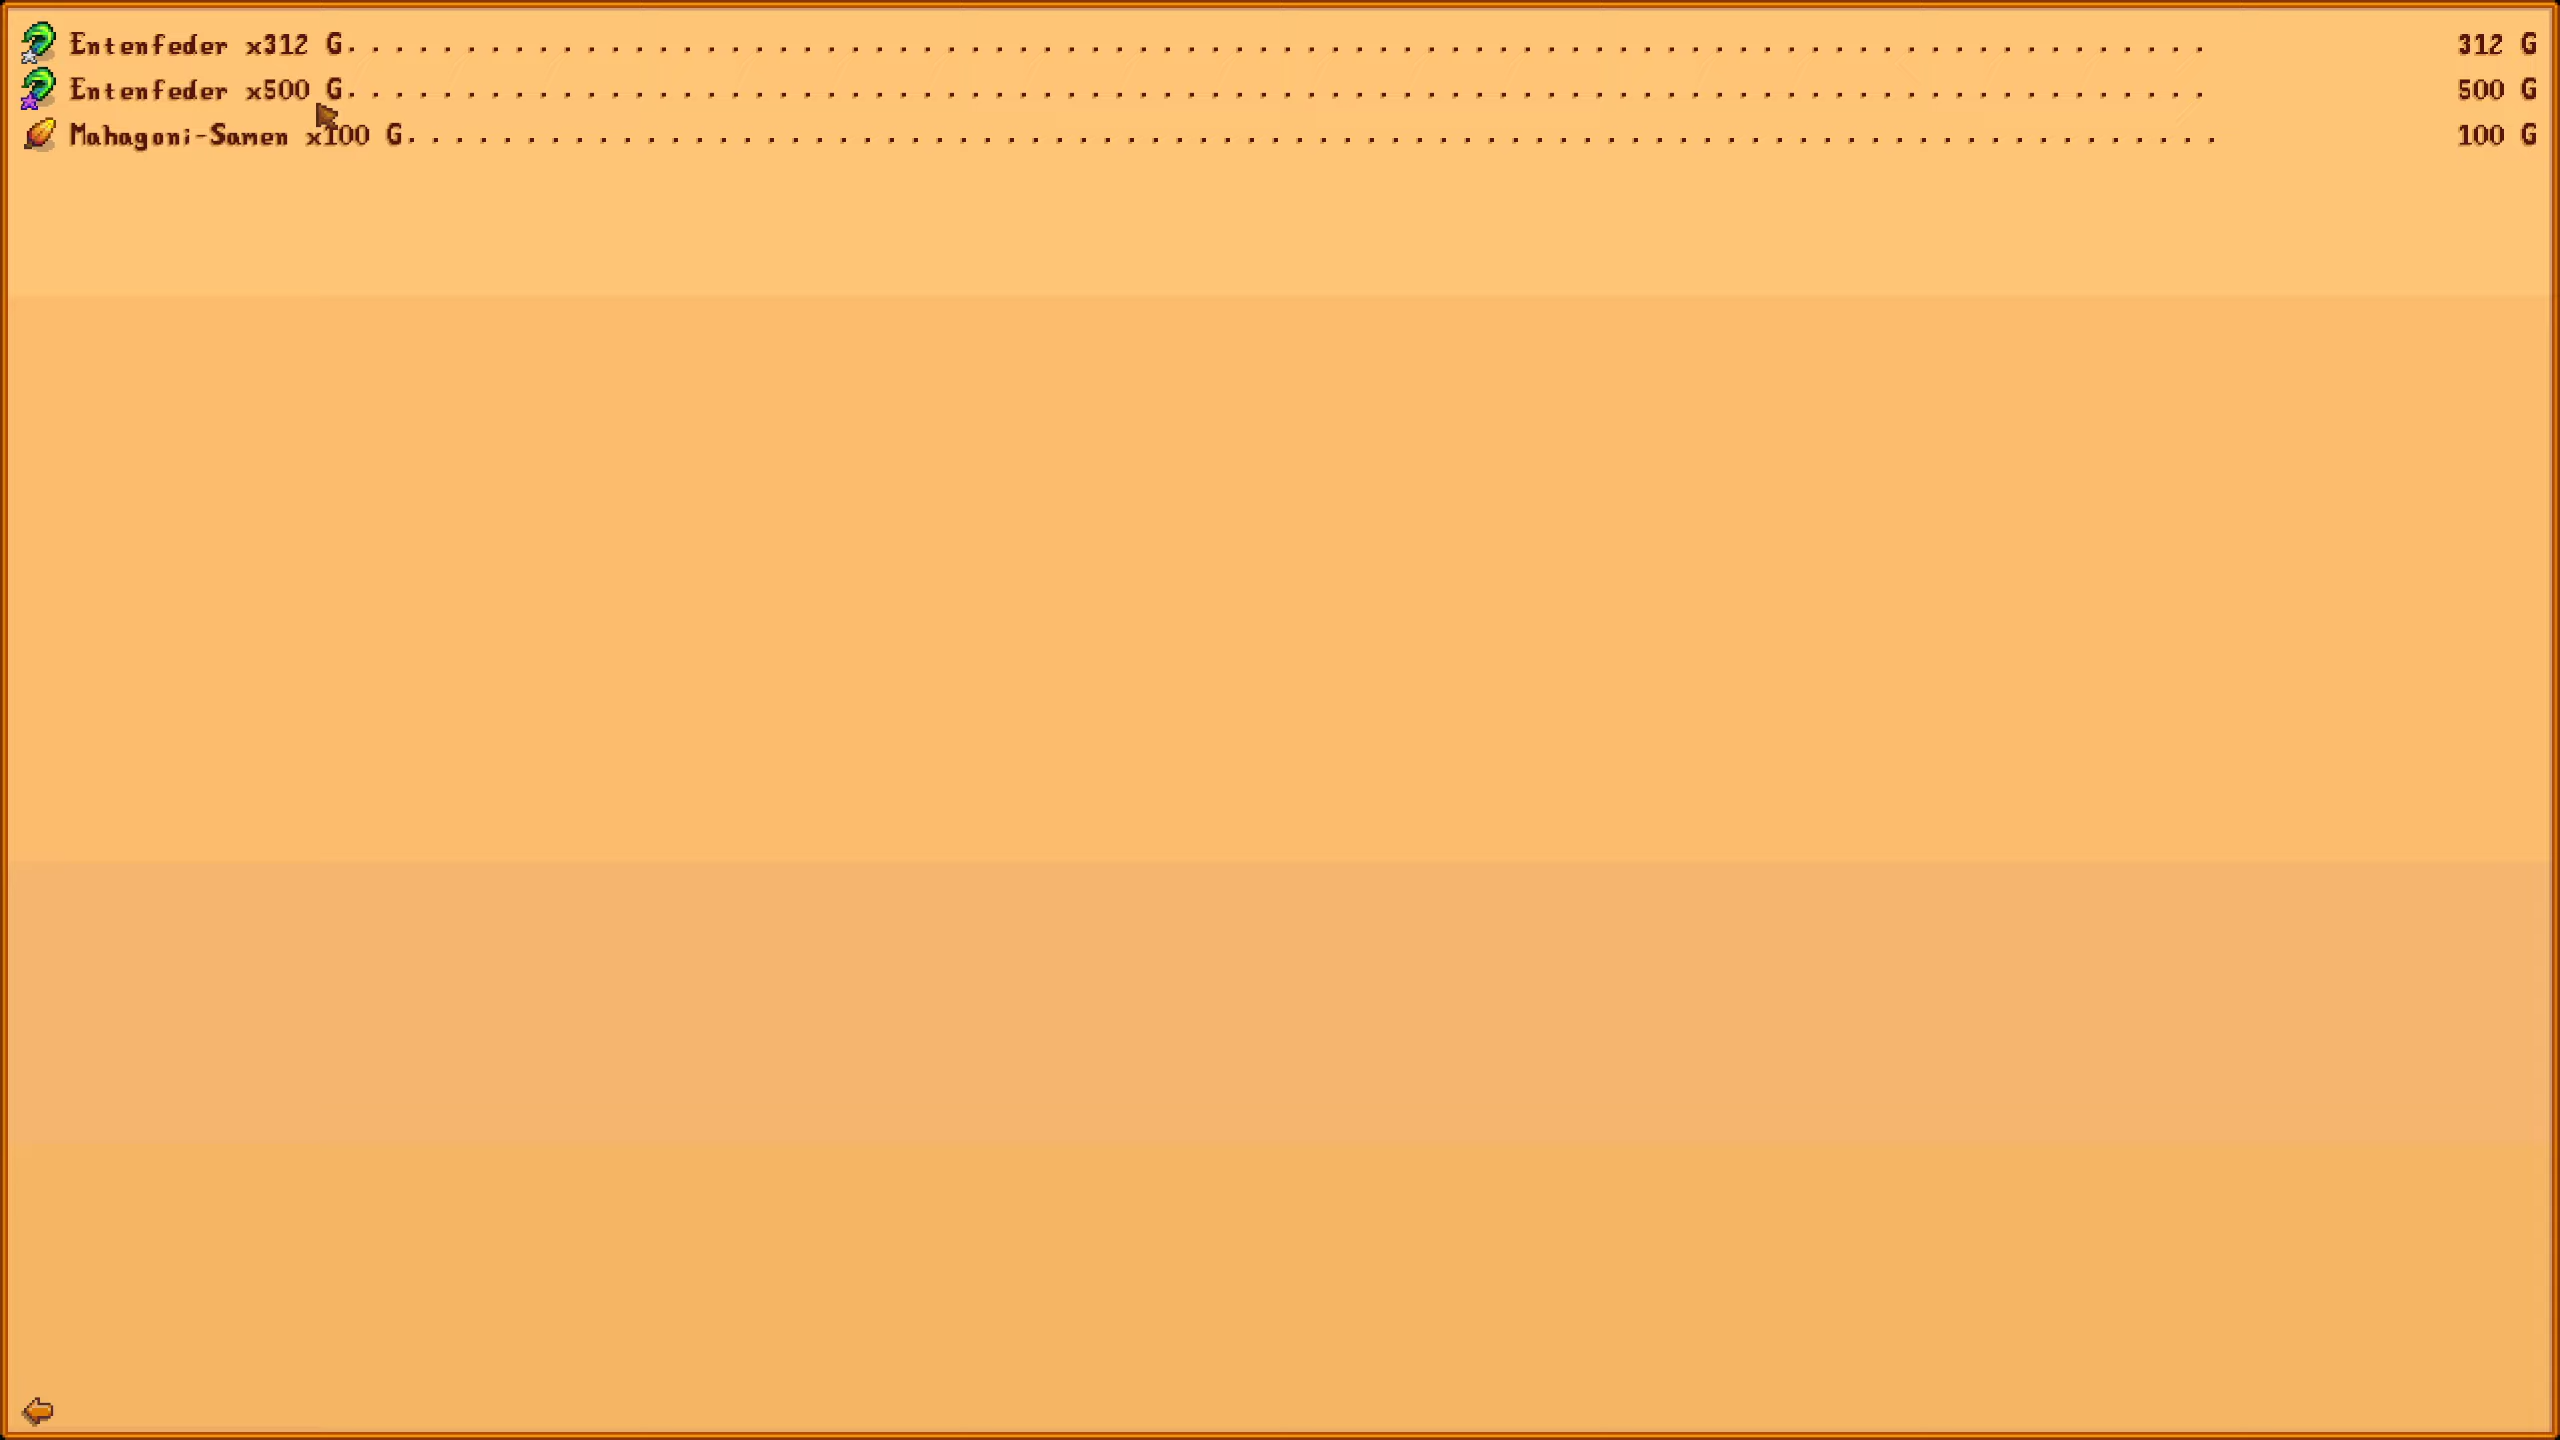 Entenfeder x312 G. . . . . . . . . . . . . . . . . . . . . . . . . . . . . . . . . . . . . . . . . . . . . . . . . . . . . . . . . . . . . . . . . . . . . . . . . . . . . 312 G
Entenfeder x500 G. . . . . . . . . . . . . . . . . . . . . . . . . . . . . . . . . . . . . . . . . . . . . . . . . . . . . . . . . . . . . . . . . . . . . . . . . . . . . 500 G
Mahagoni-Samen x100 G. . . . . . . . . . . . . . . . . . . . . . . . . . . . . . . . . . . . . . . . . . . . . . . . . . . . . . . . . . . . . . . . . . . . . . . . . . . 100 G